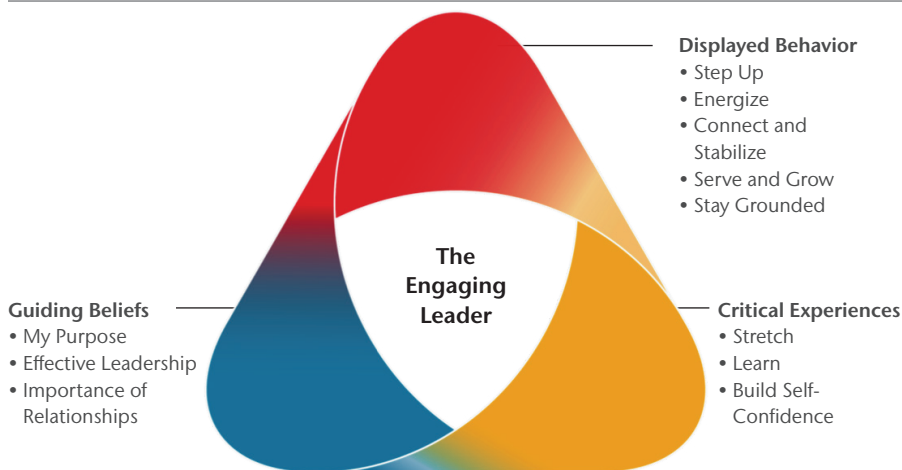 Displayed Behavior
• Step Up
• Energize
• Connect and
Stabilize
• Serve and Grow
• Stay Grounded
The
Engaging
Leader
Guiding Beliefs
• My Purpose
• Effective Leadership
• Importance of
Relationships
Critical Experiences
• Stretch
• Learn
• Build Self-
Confidence